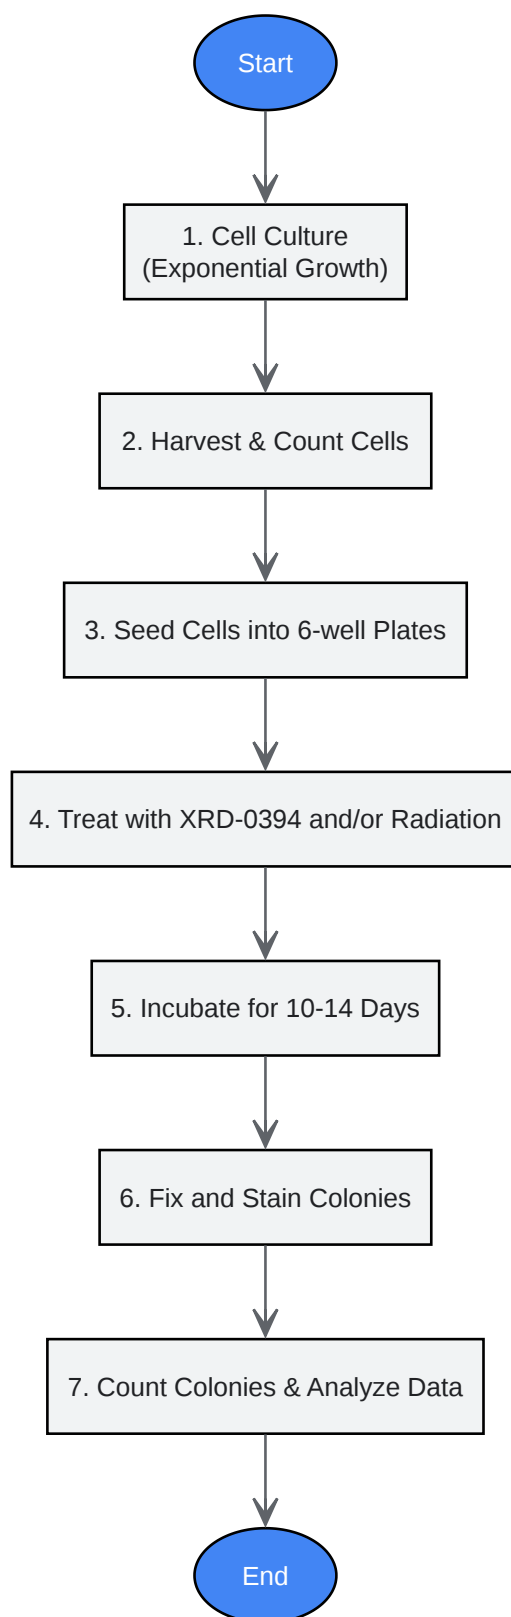 Start
1. Cell Culture
(Exponential Growth)
2. Harvest & Count Cells
3. Seed Cells into 6-well Plates
4. Treat with XRD-0394 and/or Radiation
5. Incubate for 10-14 Days
6. Fix and Stain Colonies
7. Count Colonies & Analyze Data
End